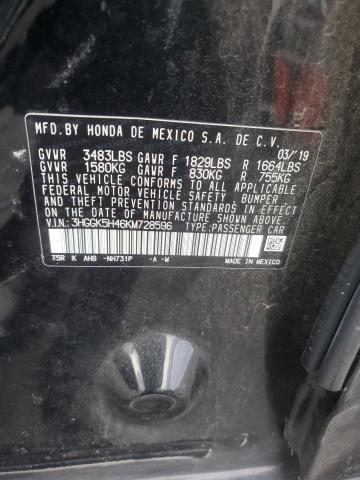 MFD.BY HONDA DE MEXICO S.A. DE C.V. 03/'19
GVWR 3483LBS GAWR F 1829LBS R 1664LBS
GVWR 1580KG GAWR F 830KG R 755KG
THIS VEHICLE CONFORMS TO ALL APPLICABLE
FEDERAL MOTOR VEHICLE SAFETY BUMPER
AND THEFT PREVENTION STANDARDS IN EFFECT
ON THE DATE OF MANUFACTURE SHOWN ABOVE.
V.I.N.:3HGGK5H46KM728596 TYPE:PASSENGER CAR
T5R K AH6 -NH731P -A -W MADE IN MEXICO